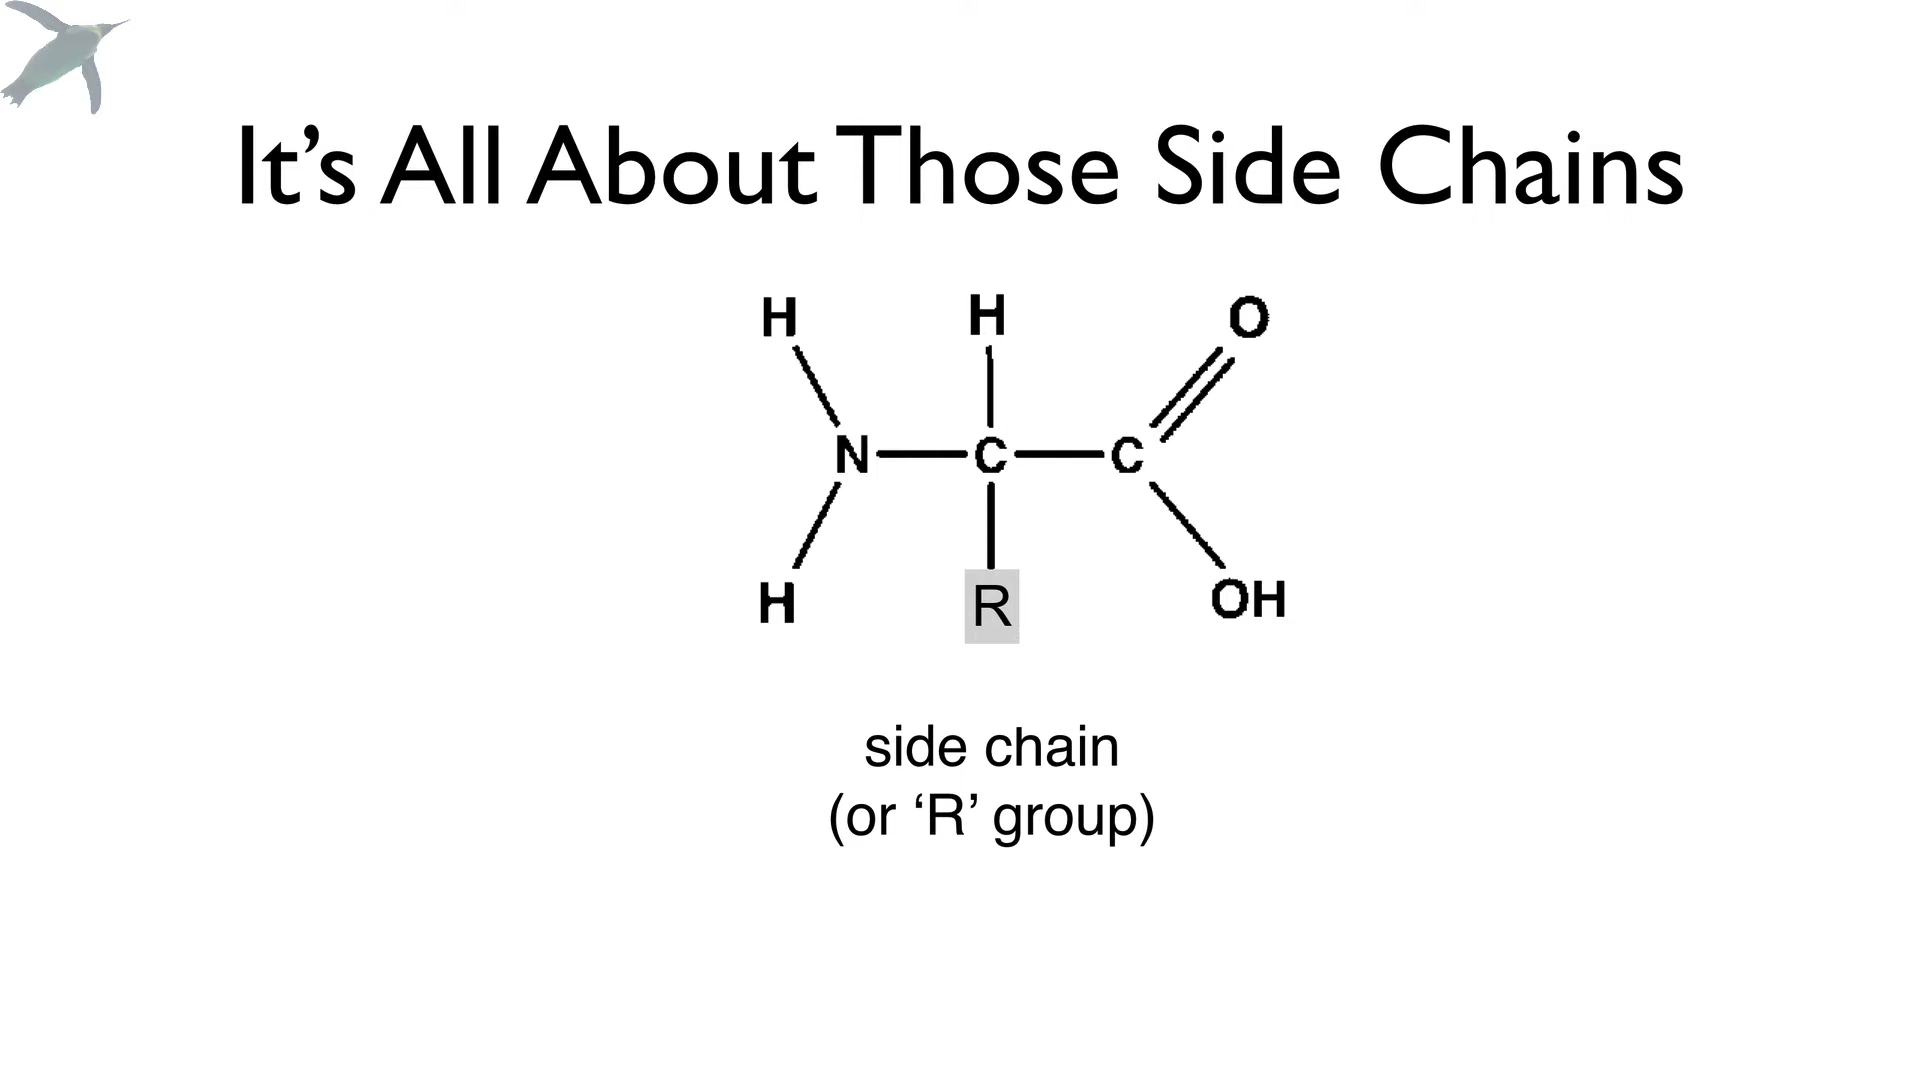 It’s All About Those Side Chains
H H O
N C C
H R OH
side chain
(or ‘R’ group)